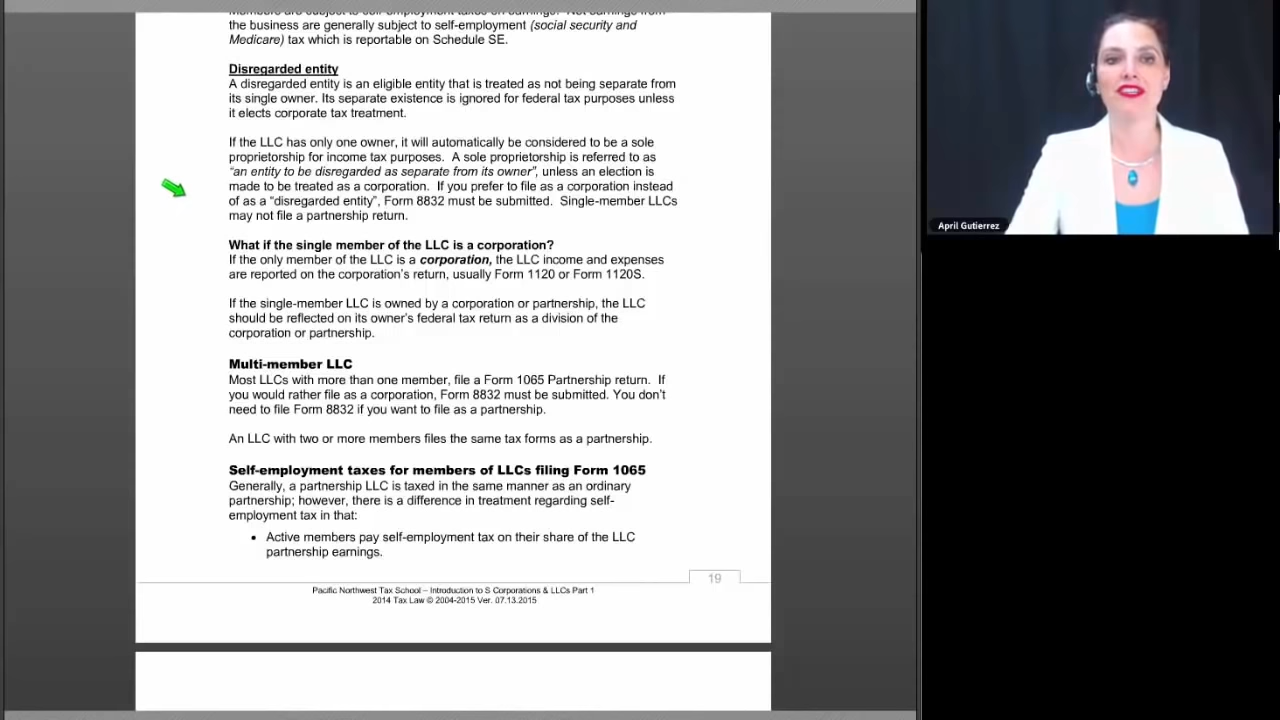 Members are subject to self-employment taxes on earnings. Net earnings from
the business are generally subject to self-employment (social security and
Medicare) tax which is reportable on Schedule SE.
Disregarded entity
A disregarded entity is an eligible entity that is treated as not being separate from
its single owner. Its separate existence is ignored for federal tax purposes unless
it elects corporate tax treatment.
If the LLC has only one owner, it will automatically be considered to be a sole
proprietorship for income tax purposes. A sole proprietorship is referred to as
“an entity to be disregarded as separate from its owner”, unless an election is
made to be treated as a corporation. If you prefer to file as a corporation instead
of as a “disregarded entity”, Form 8832 must be submitted. Single-member LLCs
may not file a partnership return.
What if the single member of the LLC is a corporation?
If the only member of the LLC is a corporation, the LLC income and expenses
are reported on the corporation’s return, usually Form 1120 or Form 1120S.
If the single-member LLC is owned by a corporation or partnership, the LLC
should be reflected on its owner’s federal tax return as a division of the
corporation or partnership.
Multi-member LLC
Most LLCs with more than one member, file a Form 1065 Partnership return. If
you would rather file as a corporation, Form 8832 must be submitted. You don’t
need to file Form 8832 if you want to file as a partnership.
An LLC with two or more members files the same tax forms as a partnership.
Self-employment taxes for members of LLCs filing Form 1065
Generally, a partnership LLC is taxed in the same manner as an ordinary
partnership; however, there is a difference in treatment regarding self-
employment tax in that:
• Active members pay self-employment tax on their share of the LLC
partnership earnings.
19
Pacific Northwest Tax School – Introduction to S Corporations & LLCs Part 1
2014 Tax Law © 2004-2015 Ver. 07.13.2015
April Gutierrez